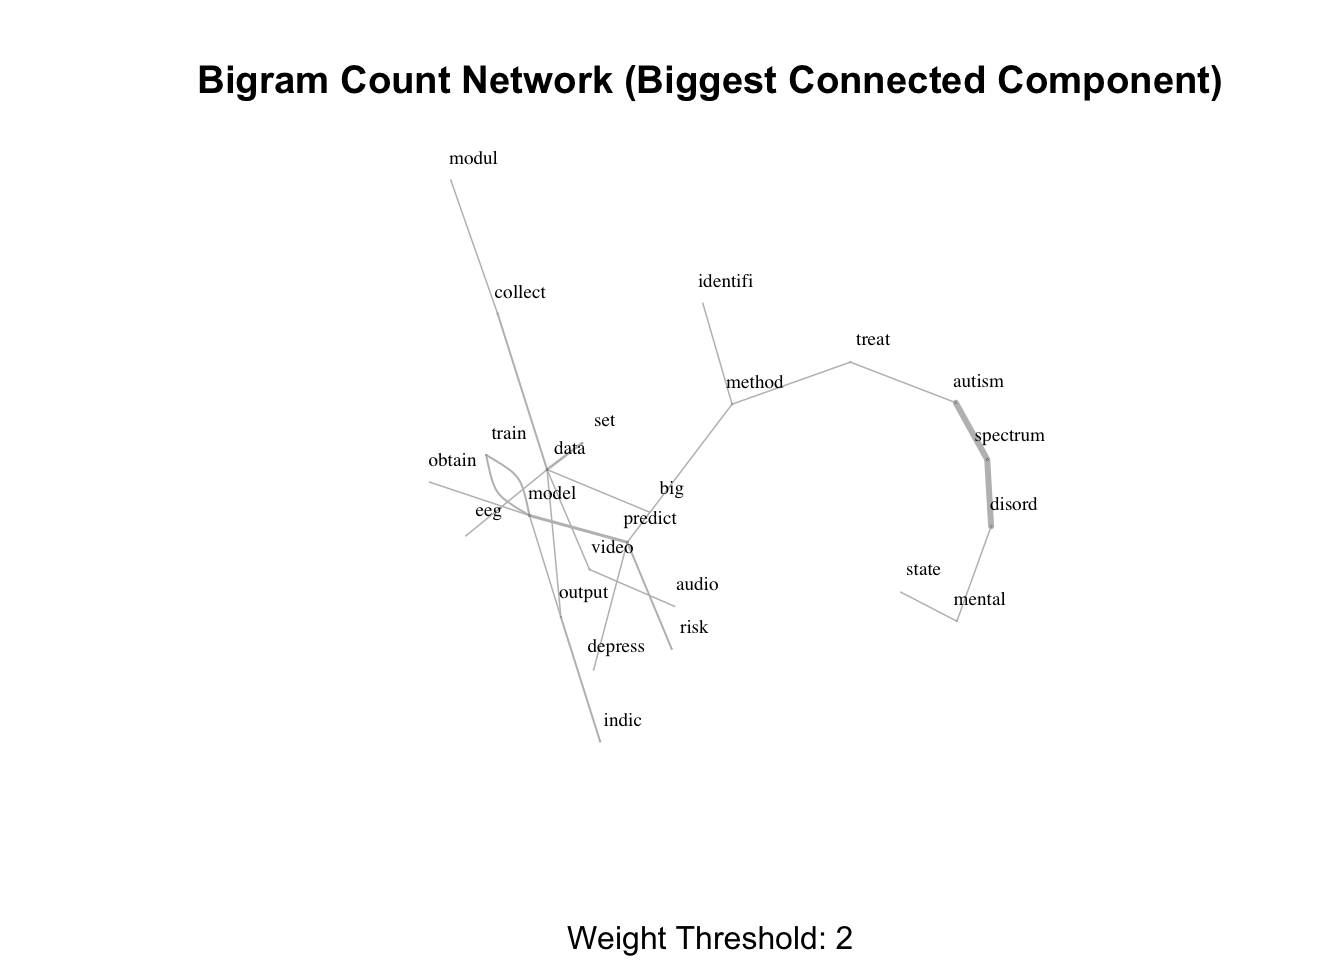 Bigram Count Network (Biggest Connected Component)
modul
identifi
collect
treat
autism
method
set
train
spectrum
data
obtain
big
model
disord
eeg
predict
video
state
audio
output
mental
risk
depress
indic
Weight Threshold: 2